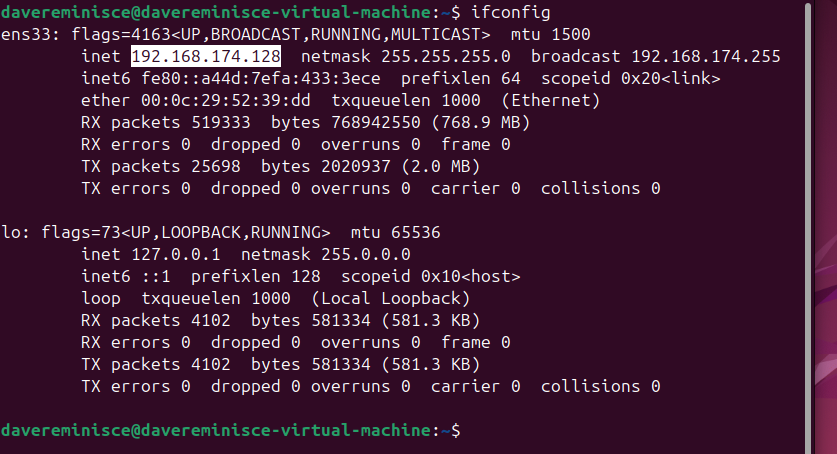 davereminisce@davereminisce-virtual-machine:~$ ifconfig
ens33: flags=4163<UP,BROADCAST,RUNNING,MULTICAST>  mtu 1500
        inet 192.168.174.128  netmask 255.255.255.0  broadcast 192.168.174.255
        inet6 fe80::a44d:7efa:433:3ece  prefixlen 64  scopeid 0x20<link>
        ether 00:0c:29:52:39:dd  txqueuelen 1000  (Ethernet)
        RX packets 519333  bytes 768942550 (768.9 MB)
        RX errors 0  dropped 0  overruns 0  frame 0
        TX packets 25698  bytes 2020937 (2.0 MB)
        TX errors 0  dropped 0 overruns 0  carrier 0  collisions 0

lo: flags=73<UP,LOOPBACK,RUNNING>  mtu 65536
        inet 127.0.0.1  netmask 255.0.0.0
        inet6 ::1  prefixlen 128  scopeid 0x10<host>
        loop  txqueuelen 1000  (Local Loopback)
        RX packets 4102  bytes 581334 (581.3 KB)
        RX errors 0  dropped 0  overruns 0  frame 0
        TX packets 4102  bytes 581334 (581.3 KB)
        TX errors 0  dropped 0 overruns 0  carrier 0  collisions 0

davereminisce@davereminisce-virtual-machine:~$